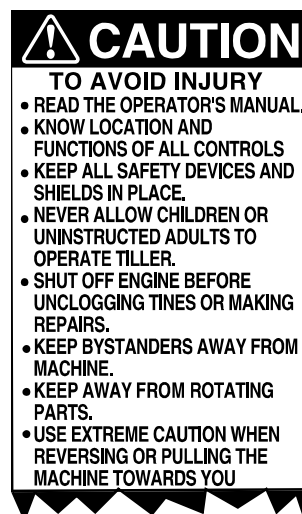 CAUTION
TO AVOID INJURY
• READ THE OPERATOR'S MANUAL.
• KNOW LOCATION AND
FUNCTIONS OF ALL CONTROLS
• KEEP ALL SAFETY DEVICES AND
SHIELDS IN PLACE.
• NEVER ALLOW CHILDREN OR
UNINSTRUCTED ADULTS TO
OPERATE TILLER.
• SHUT OFF ENGINE BEFORE
UNCLOGGING TINES OR MAKING
REPAIRS.
• KEEP BYSTANDERS AWAY FROM
MACHINE.
• KEEP AWAY FROM ROTATING
PARTS.
• USE EXTREME CAUTION WHEN
REVERSING OR PULLING THE
MACHINE TOWARDS YOU